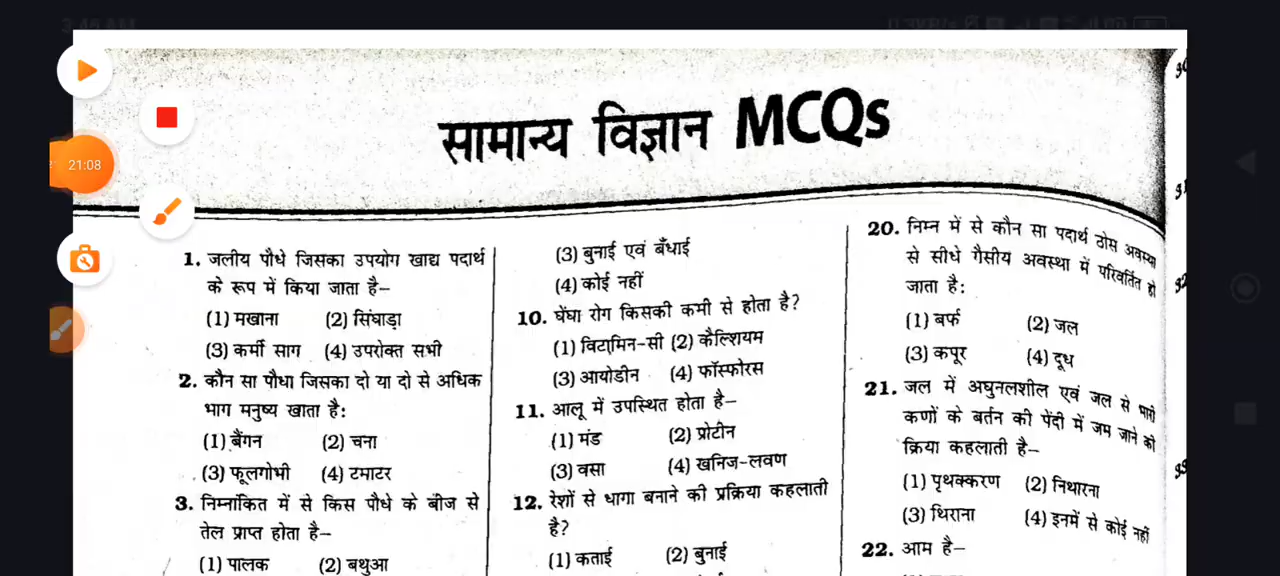 3:45 AM
21:08
सामान्य विज्ञान MCQs
1. जलीय पौधे जिसका उपयोग खाद्य पदार्थ
के रूप में किया जाता है–
(1) मखाना (2) सिंघाड़ा
(3) कर्मी साग (4) उपरोक्त सभी
2. कौन सा पौधा जिसका दो या दो से अधिक
भाग मनुष्य खाता है:
(1) बैंगन (2) चना
(3) फूलगोभी (4) टमाटर
3. निम्नांकित में से किस पौधे के बीज से
तेल प्राप्त होता है–
(1) पालक (2) बथुआ
(3) बुनाई एवं बँधाई
(4) कोई नहीं
10. घेंघा रोग किसकी कमी से होता है?
(1) विटामिन-सी (2) कैल्शियम
(3) आयोडीन (4) फॉस्फोरस
11. आलू में उपस्थित होता है–
(1) मंड (2) प्रोटीन
(3) वसा (4) खनिज-लवण
12. रेशों से धागा बनाने की प्रक्रिया कहलाती
है?
(1) कताई (2) बुनाई
20. निम्न में से कौन सा पदार्थ ठोस अवस्था
से सीधे गैसीय अवस्था में परिवर्तित हो
जाता है:
(1) बर्फ (2) जल
(3) कपूर (4) दूध
21. जल में अघुनलशील एवं जल से भारी
कणों के बर्तन की पेंदी में जम जाने की
क्रिया कहलाती है–
(1) पृथक्करण (2) निथारना
(3) थिराना (4) इनमें से कोई नहीं
22. आम है–